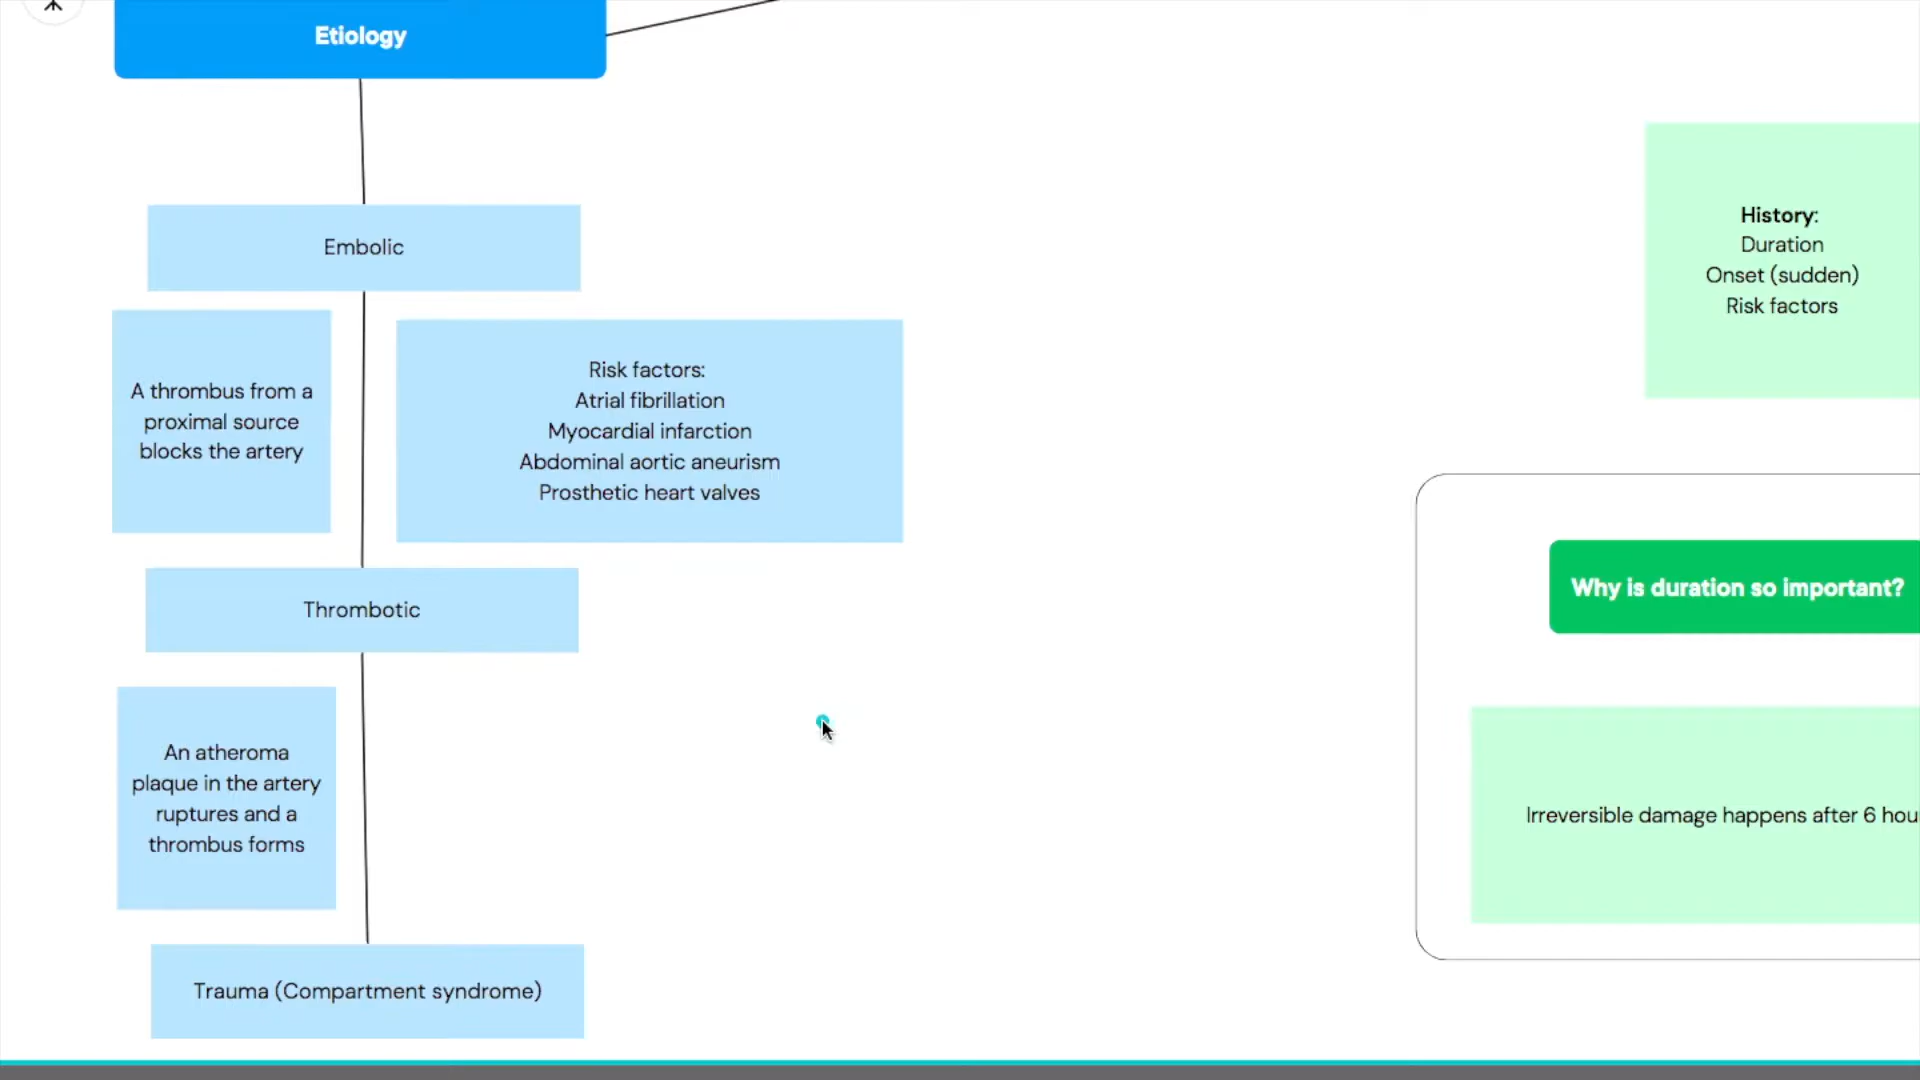 Etiology
Embolic
A thrombus from a
proximal source
blocks the artery
Risk factors:
Atrial fibrillation
Myocardial infarction
Abdominal aortic aneurism
Prosthetic heart valves
Thrombotic
An atheroma
plaque in the artery
ruptures and a
thrombus forms
Trauma (Compartment syndrome)
History:
Duration
Onset (sudden)
Risk factors
Why is duration so important?
Irreversible damage happens after 6 hou